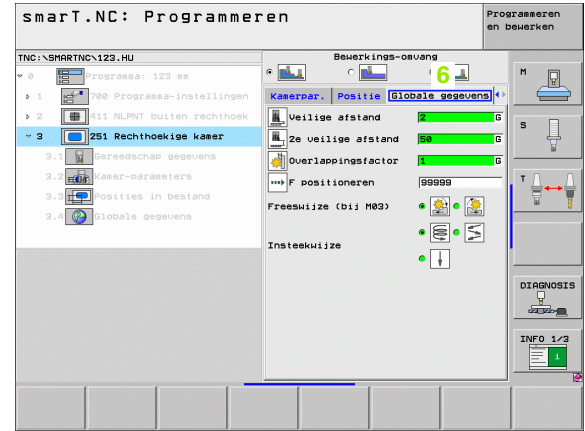 smarT.NC: Programmeren
Programmeren
en bewerken
TNC:\SMARTNC\123.HU
Bewerkings-omvang
0 Programma: 123 mm
6
1 700 Programma-instellingen
Kamerpar. Positie Globale gegevens
2 411 NLPNT buiten rechthoek
Veilige afstand 2 G
3 251 Rechthoekige kamer
2e veilige afstand 50 G
3.1 Gereedschap gegevens
Overlappingsfactor 1 G
3.2 Kamer-parameters
F positioneren 99999
3.3 Posities in bestand
Freeswijze (bij M03)
3.4 Globale gegevens
Insteekwijze
M
S
T
DIAGNOSIS
INFO 1/3